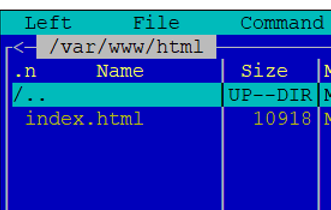 Left File Command
<- /var/www/html
.n Name Size M
/.. UP--DIR M
index.html 10918 M